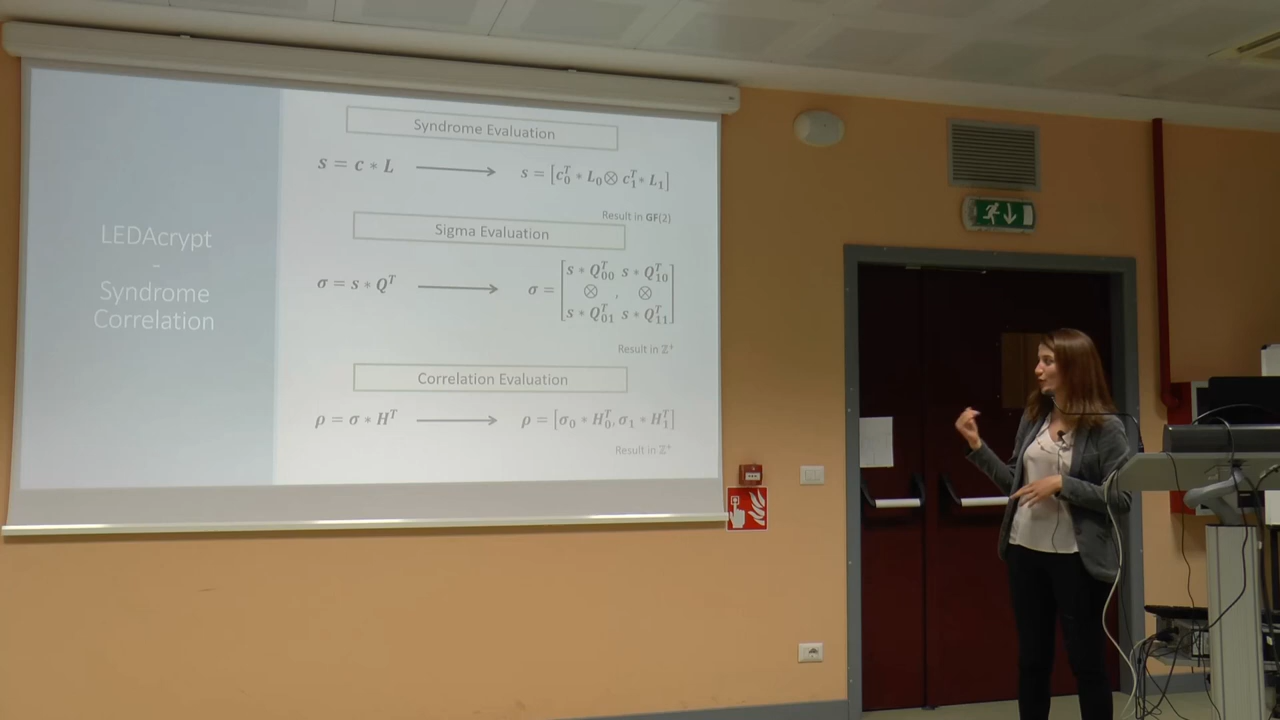 LEDAcrypt
-
Syndrome
Correlation
Syndrome Evaluation
s = c * L → s = [c₀ᵀ * L₀ ⊗ c₁ᵀ * L₁]
Result in GF(2)
Sigma Evaluation
σ = s * Qᵀ → σ = [s * Q₀₀ᵀ s * Q₁₀ᵀ
⊗ , ⊗
s * Q₀₁ᵀ s * Q₁₁ᵀ]
Result in ℤ⁺
Correlation Evaluation
ρ = σ * Hᵀ → ρ = [σ₀ * H₀ᵀ, σ₁ * H₁ᵀ]
Result in ℤ⁺